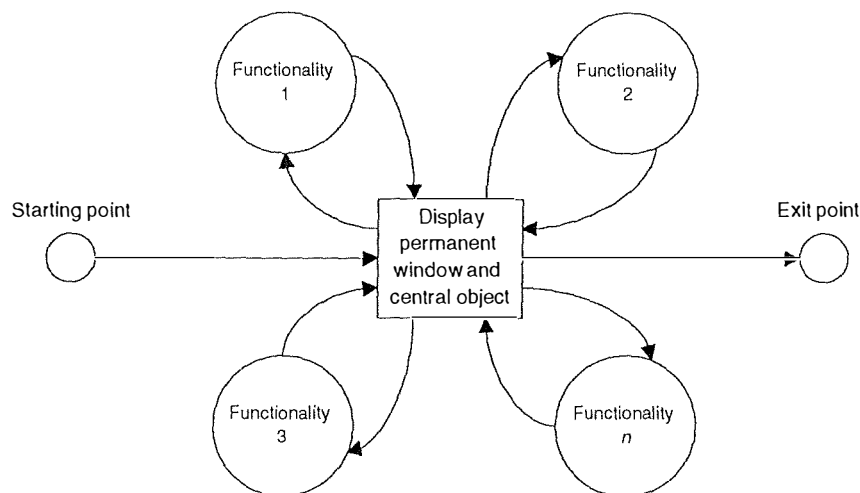 Functionality
1
Functionality
2
Starting point
Display
permanent
window and
central object
Exit point
Functionality
3
Functionality
n